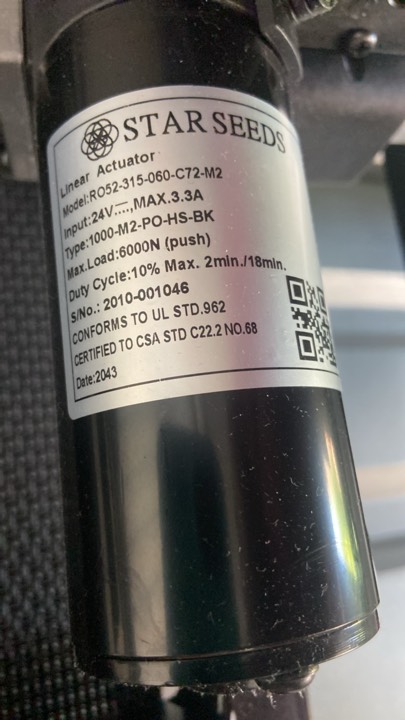 STAR SEEDS
Linear Actuator
Model:RO52-315-060-C72-M2
Input:24V⎓,MAX.3.3A
Type:1000-M2-PO-HS-BK
Max.Load:6000N (push)
Duty Cycle:10% Max. 2min./18min.
S/No.: 2010-001046
CONFORMS TO UL STD.962
CERTIFIED TO CSA STD C22.2 NO.68
Date:2043